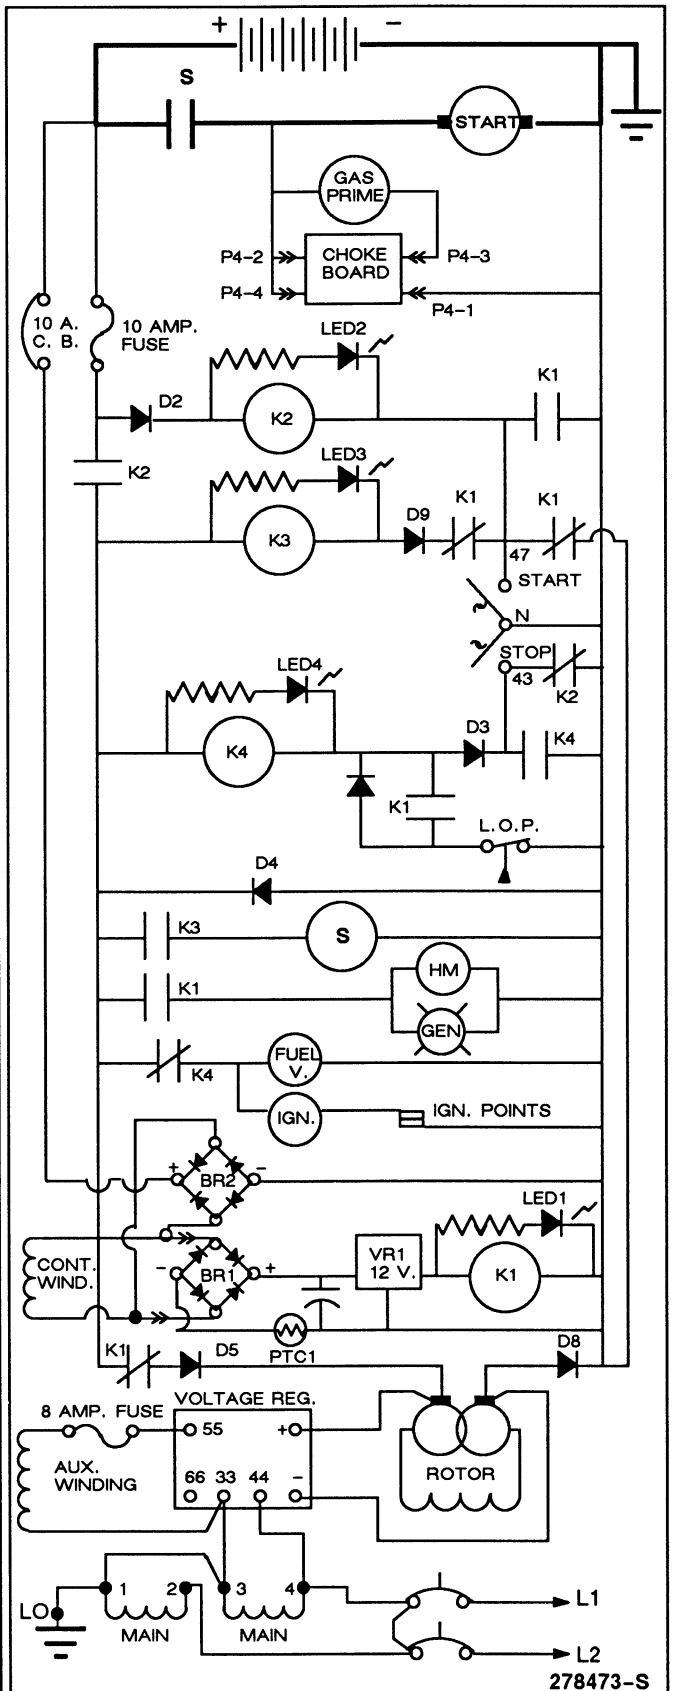 + −
S
START
GAS
PRIME
P4-2
CHOKE
BOARD
P4-3
P4-4
P4-1
10 A.
C. B.
10 AMP.
FUSE
LED2
D2
K2
K1
K2
LED3
K3
D9
K1
K1
47
START
N
STOP
43
K2
LED4
K4
D3
K4
K1
L.O.P.
D4
K3
S
K1
HM
GEN
K4
FUEL
V.
IGN.
IGN. POINTS
+ BR2 −
LED1
CONT.
WIND.
− BR1 +
VR1
12 V.
K1
PTC1
K1
D5
D8
8 AMP. FUSE
VOLTAGE REG.
55 +
AUX.
WINDING
66 33 44 −
ROTOR
1 2 3 4
LO
MAIN MAIN
L1
L2
278473-S